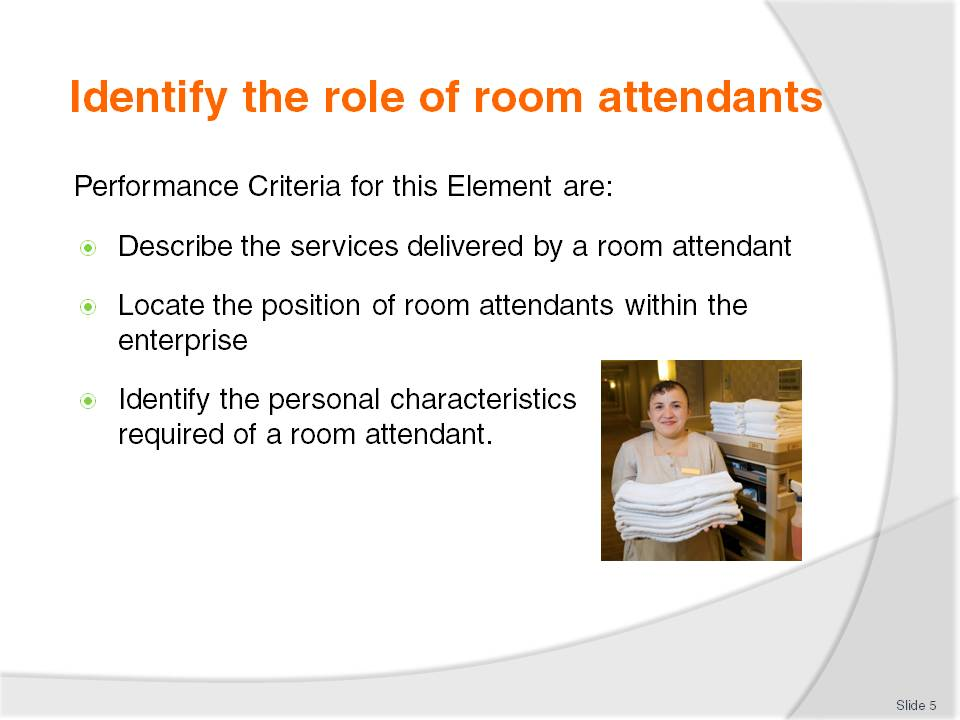 Identify the role of room attendants
Performance Criteria for this Element are:
Describe the services delivered by a room attendant
Locate the position of room attendants within the
enterprise
Identify the personal characteristics
required of a room attendant.
Slide 5